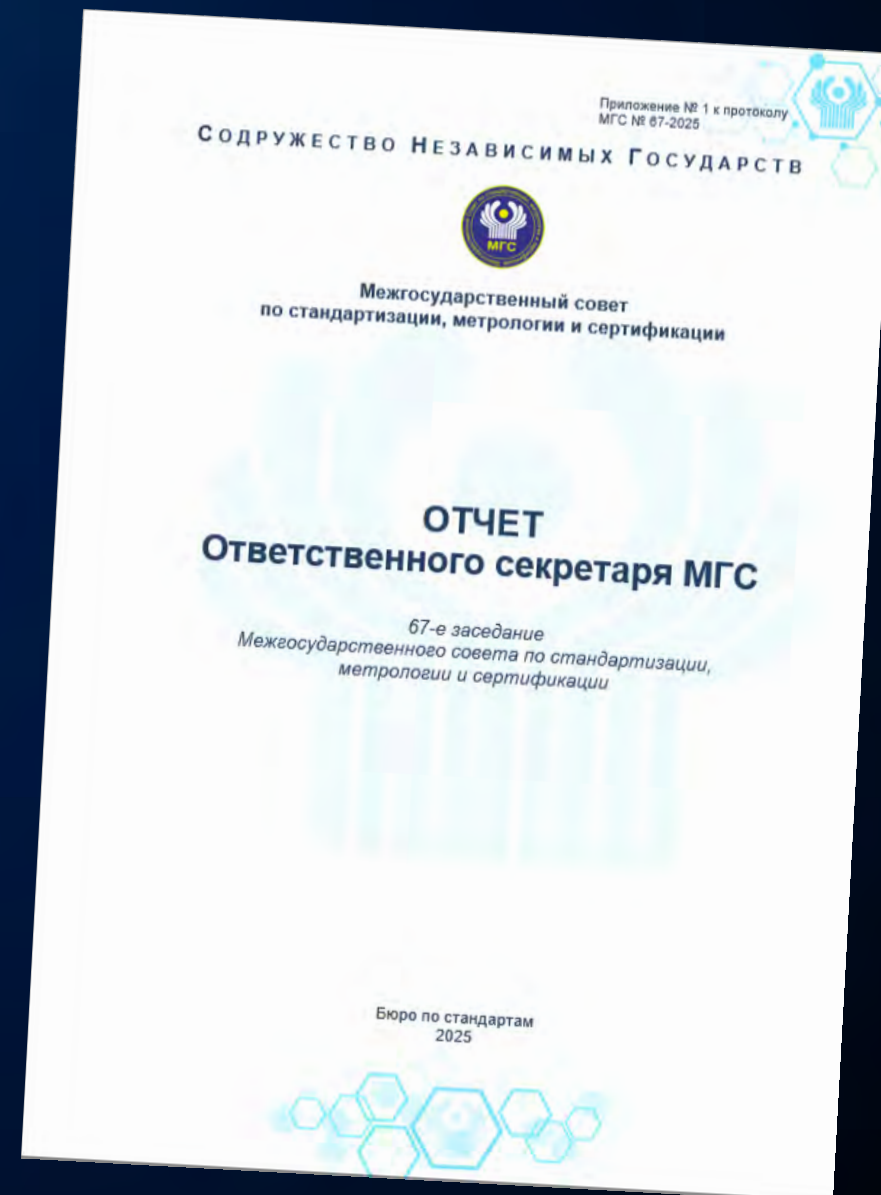 Приложение № 1 к протоколу
МГС № 67-2025
СОДРУЖЕСТВО НЕЗАВИСИМЫХ ГОСУДАРСТВ
МГС
Межгосударственный совет
по стандартизации, метрологии и сертификации
ОТЧЕТ
Ответственного секретаря МГС
67-е заседание
Межгосударственного совета по стандартизации,
метрологии и сертификации
Бюро по стандартам
2025